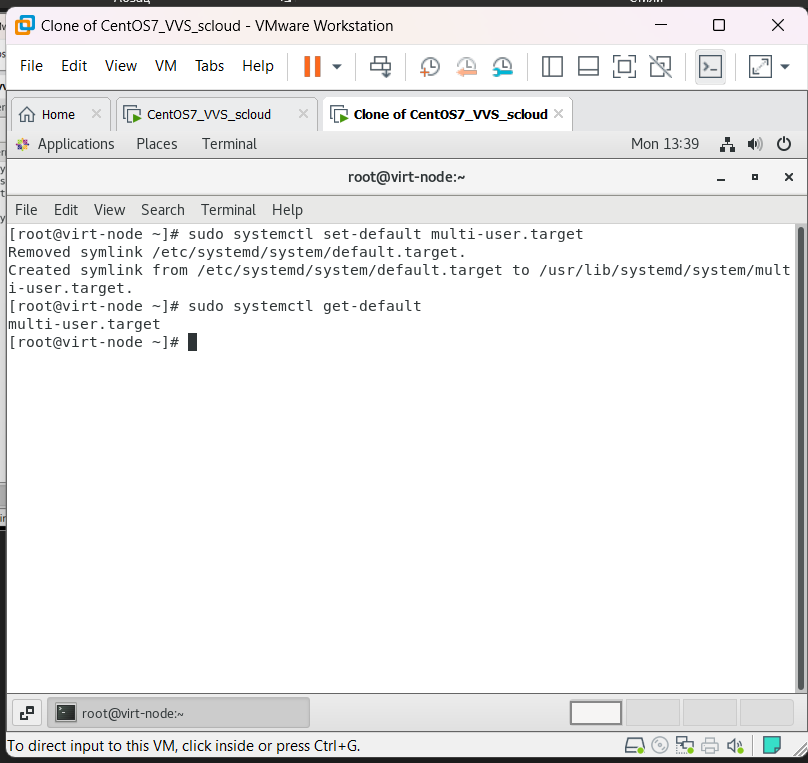 Clone of CentOS7_VVS_scloud - VMware Workstation
File Edit View VM Tabs Help
Home CentOS7_VVS_scloud Clone of CentOS7_VVS_scloud
Applications Places Terminal Mon 13:39
root@virt-node:~
File Edit View Search Terminal Help
[root@virt-node ~]# sudo systemctl set-default multi-user.target
Removed symlink /etc/systemd/system/default.target.
Created symlink from /etc/systemd/system/default.target to /usr/lib/systemd/system/mult
i-user.target.
[root@virt-node ~]# sudo systemctl get-default
multi-user.target
[root@virt-node ~]#
root@virt-node:~
To direct input to this VM, click inside or press Ctrl+G.